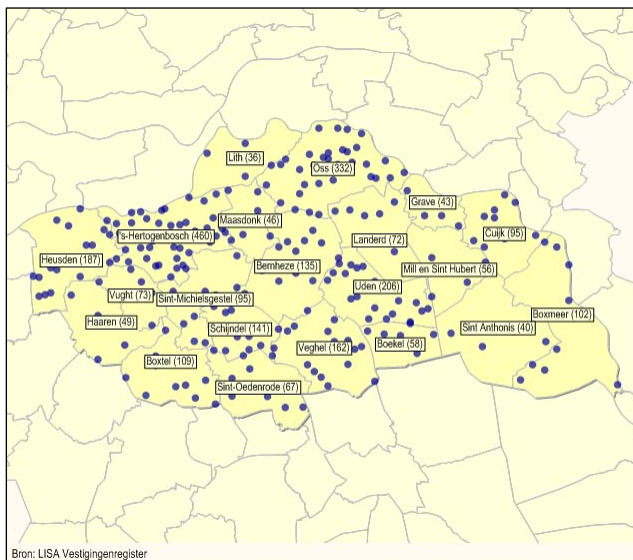 Lith (36)
Oss (332)
Grave (43)
Maasdonk (46)
Cuijk (95)
's-Hertogenbosch (460)
Landerd (72)
Heusden (187)
Bernheze (135)
Mill en Sint Hubert (56)
Uden (206)
Vught (73)
Sint-Michielsgestel (95)
Boxmeer (102)
Haaren (49)
Schijndel (141)
Sint Anthonis (40)
Boekel (58)
Veghel (162)
Boxtel (109)
Sint-Oedenrode (67)
Bron: LISA Vestigingenregister